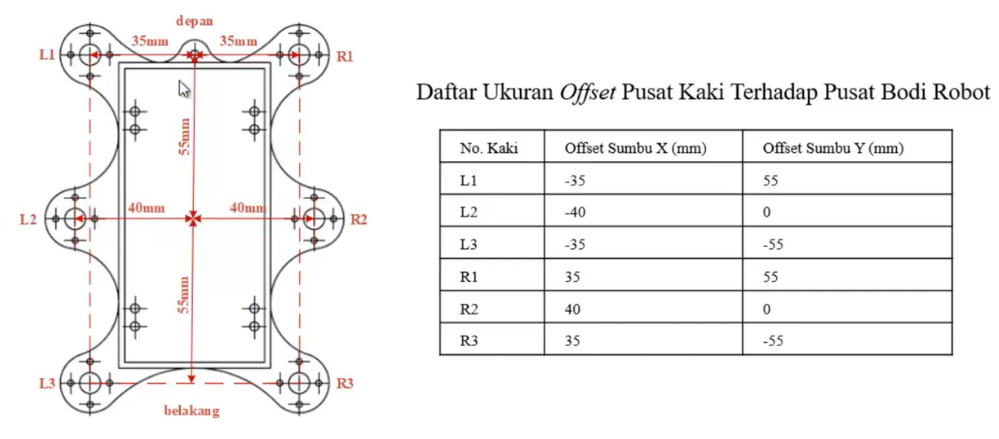 depan
35mm 35mm
L1 R1
55mm
40mm 40mm
L2 R2
55mm
L3 R3
belakang
Daftar Ukuran Offset Pusat Kaki Terhadap Pusat Bodi Robot
No. Kaki Offset Sumbu X (mm) Offset Sumbu Y (mm)
L1 -35 55
L2 -40 0
L3 -35 -55
R1 35 55
R2 40 0
R3 35 -55